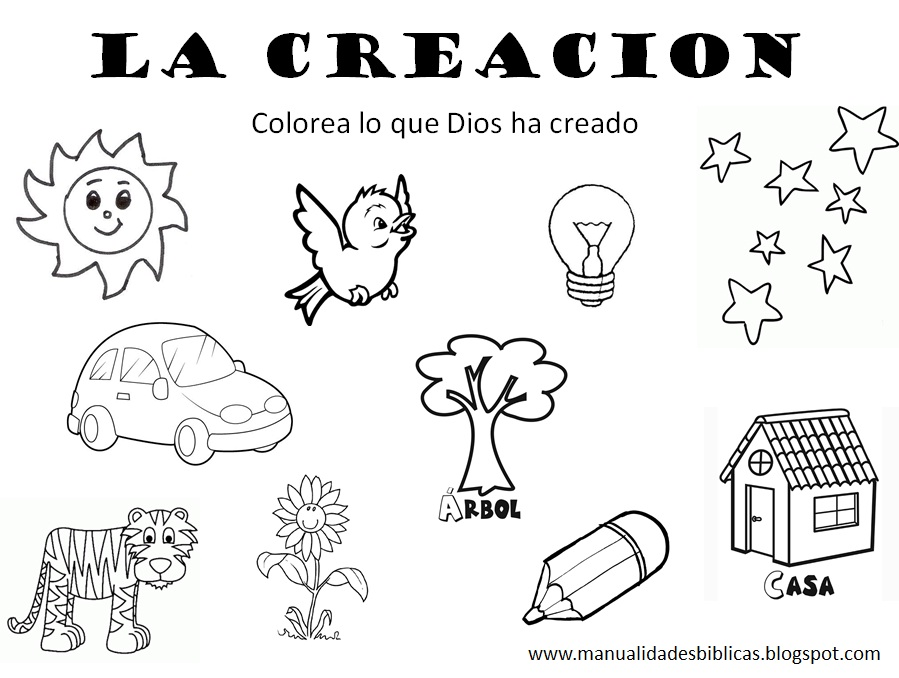 LA CREACION
Colorea lo que Dios ha creado
ÁRBOL
CASA
www.manualidadesbiblicas.blogspot.com